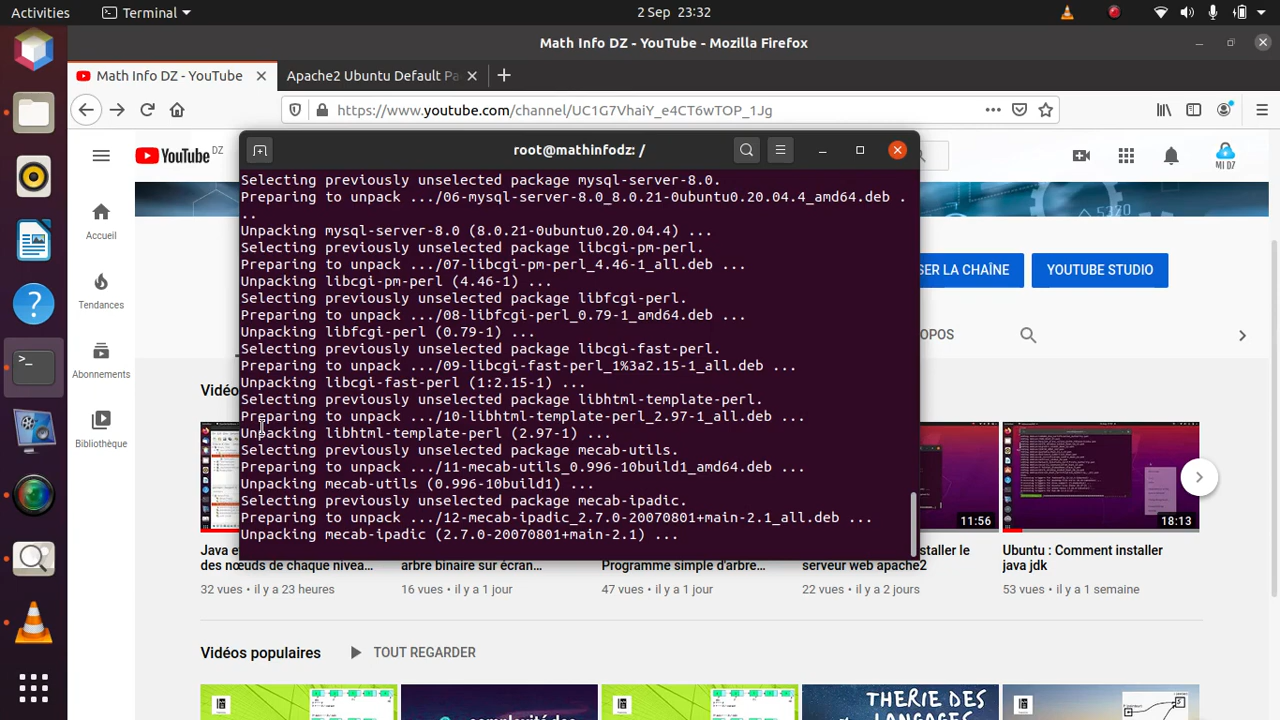 Activities
Terminal
2 Sep 23:32
Math Info DZ - YouTube - Mozilla Firefox
Math Info DZ - YouTube
Apache2 Ubuntu Default Pa
https://www.youtube.com/channel/UC1G7VhaiY_e4CT6wTOP_1Jg
root@mathinfodz: /
YouTube DZ
MI DZ
Selecting previously unselected package mysql-server-8.0.
Preparing to unpack .../06-mysql-server-8.0_8.0.21-0ubuntu0.20.04.4_amd64.deb .
..
Unpacking mysql-server-8.0 (8.0.21-0ubuntu0.20.04.4) ...
Selecting previously unselected package libcgi-pm-perl.
Preparing to unpack .../07-libcgi-pm-perl_4.46-1_all.deb ...
Unpacking libcgi-pm-perl (4.46-1) ...
Selecting previously unselected package libfcgi-perl.
Preparing to unpack .../08-libfcgi-perl_0.79-1_amd64.deb ...
Unpacking libfcgi-perl (0.79-1) ...
Selecting previously unselected package libcgi-fast-perl.
Preparing to unpack .../09-libcgi-fast-perl_1%3a2.15-1_all.deb ...
Unpacking libcgi-fast-perl (1:2.15-1) ...
Selecting previously unselected package libhtml-template-perl.
Preparing to unpack .../10-libhtml-template-perl_2.97-1_all.deb ...
Unpacking libhtml-template-perl (2.97-1) ...
Selecting previously unselected package mecab-utils.
Preparing to unpack .../11-mecab-utils_0.996-10build1_amd64.deb ...
Unpacking mecab-utils (0.996-10build1) ...
Selecting previously unselected package mecab-ipadic.
Preparing to unpack .../12-mecab-ipadic_2.7.0-20070801+main-2.1_all.deb ...
Unpacking mecab-ipadic (2.7.0-20070801+main-2.1) ...
Accueil
Tendances
Abonnements
Bibliothèque
SER LA CHAÎNE
YOUTUBE STUDIO
OPOS
Vidéo
11:56
18:13
Java e
des nœuds de chaque nivea...
32 vues • il y a 23 heures
arbre binaire sur écran...
16 vues • il y a 1 jour
Programme simple d'arbre...
47 vues • il y a 1 jour
staller le
serveur web apache2
22 vues • il y a 2 jours
Ubuntu : Comment installer
java jdk
53 vues • il y a 1 semaine
Vidéos populaires
TOUT REGARDER
THERIE DES